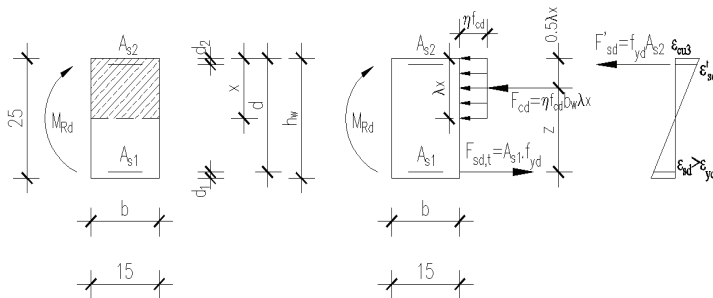 A_s2
d_2
25
M_Rd
x
d
h_w
A_s1
d_1
b
15
ηf_cd
0.5λx
λx
F_cd=ηf_cd b_w λx
M_Rd
z
A_s1
F_sd,t=A_s1.f_yd
b
15
F'_sd=f_yd A_s2
ε_cu3
ε_sd>ε_yd